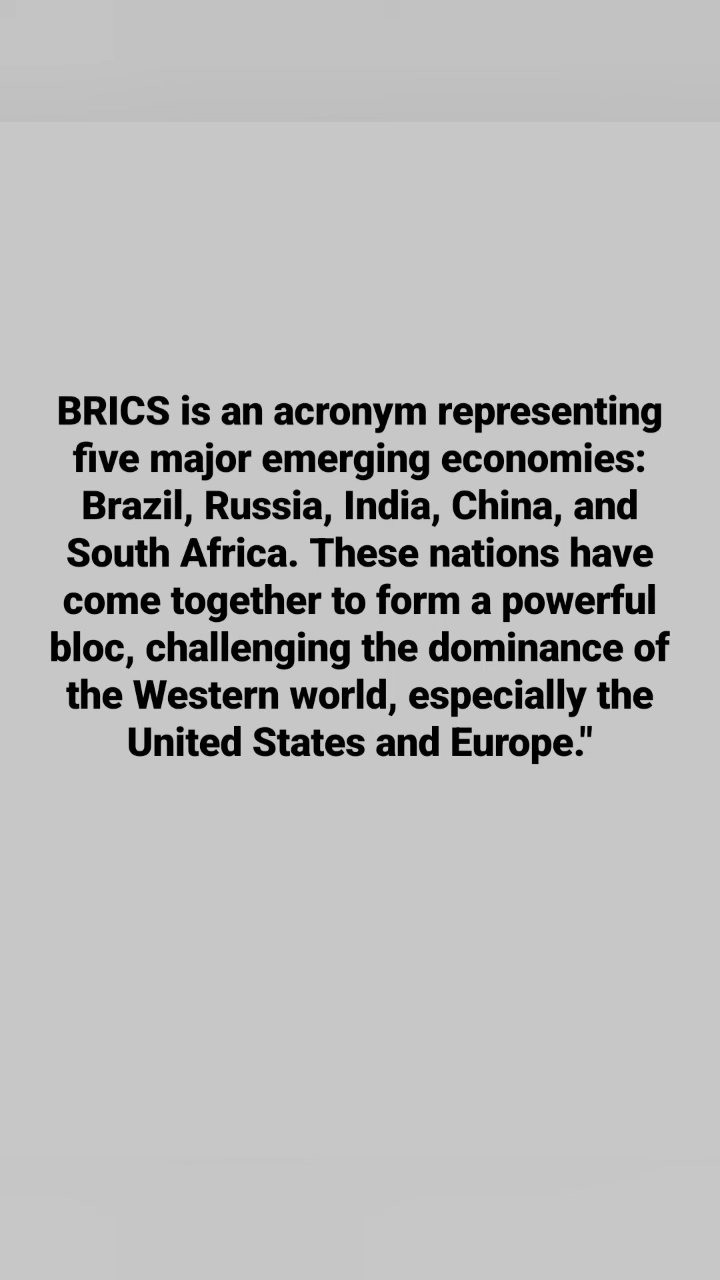 BRICS is an acronym representing
five major emerging economies:
Brazil, Russia, India, China, and
South Africa. These nations have
come together to form a powerful
bloc, challenging the dominance of
the Western world, especially the
United States and Europe."